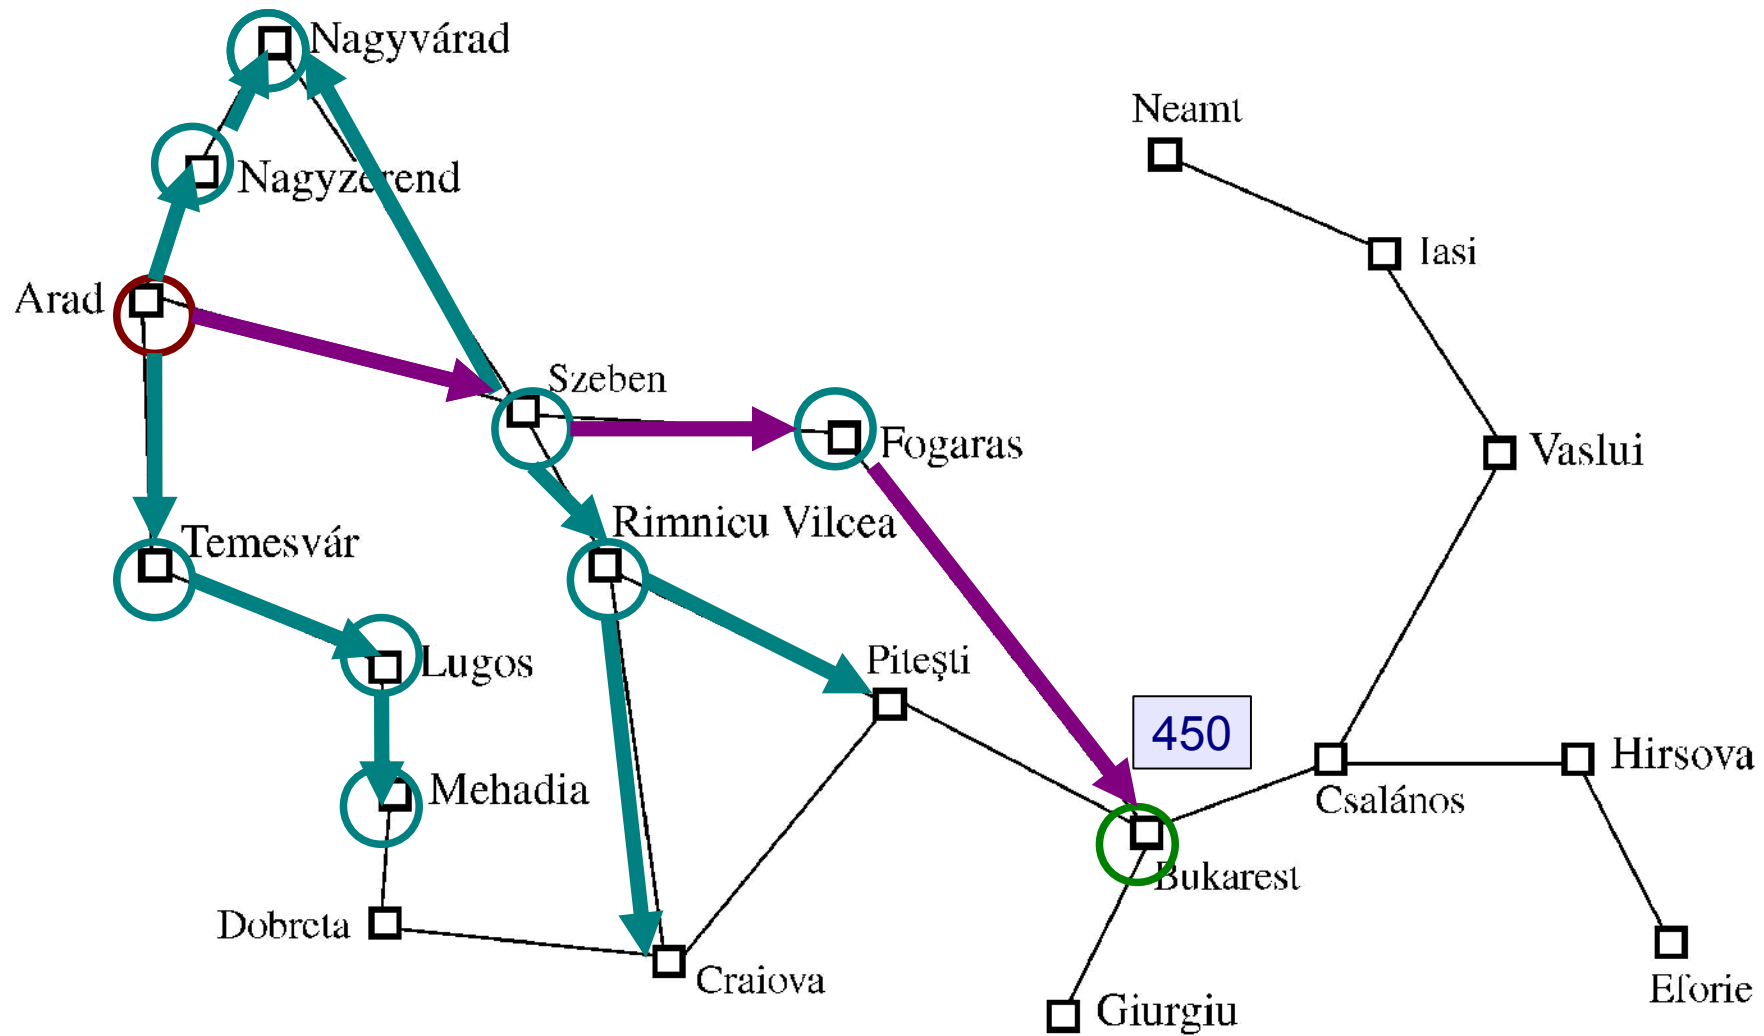 Nagyvárad
Neamt
Nagyzerend
Iasi
Arad
Szeben
Fogaras
Vaslui
Rimnicu Vilcea
Temesvár
Lugos
Piteşti
450
Hirsova
Mehadia
Csalános
Bukarest
Dobreta
Craiova
Eforie
Giurgiu